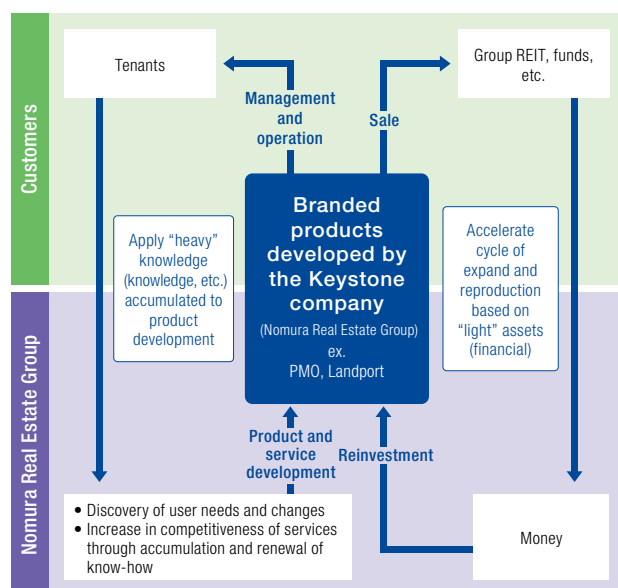 Customers
Tenants
Group REIT, funds,
etc.
Management
and
operation
Sale
Apply “heavy”
knowledge
(knowledge, etc.)
accumulated to
product
development
Branded
products
developed by
the Keystone
company
(Nomura Real Estate Group)
ex.
PMO, Landport
Accelerate
cycle of
expand and
reproduction
based on
“light” assets
(financial)
Nomura Real Estate Group
Product and
service
development
Reinvestment
• Discovery of user needs and changes
• Increase in competitiveness of services
through accumulation and renewal of
know-how
Money